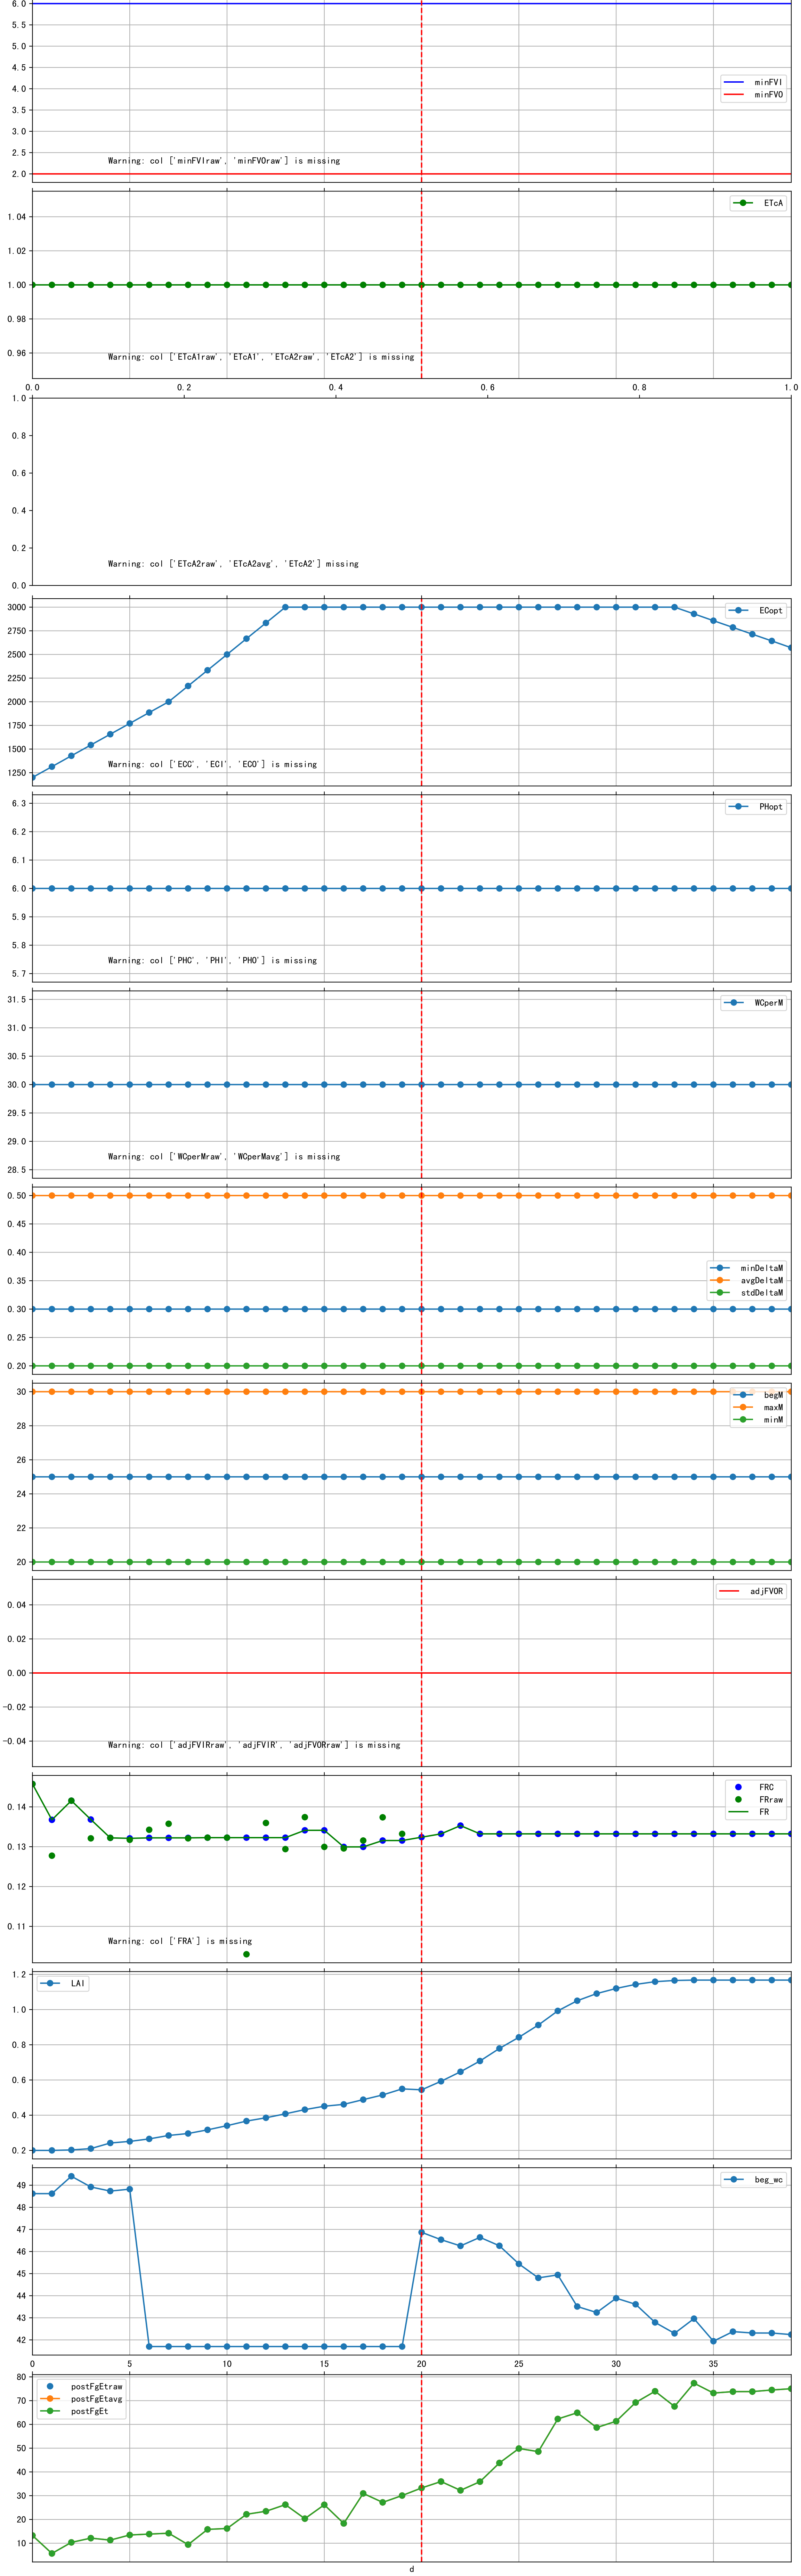 6.0
5.5
5.0
4.5
4.0
3.5
3.0
2.5
2.0
minFVI
minFVO
Warning: col ['minFVIraw', 'minFVOraw'] is missing
1.04
1.02
1.00
0.98
0.96
ETcA
Warning: col ['ETcA1raw', 'ETcA1', 'ETcA2raw', 'ETcA2'] is missing
0.0 0.2 0.4 0.6 0.8 1.0
1.0
0.8
0.6
0.4
0.2
0.0
Warning: col ['ETcA2raw', 'ETcA2avg', 'ETcA2'] missing
3000
2750
2500
2250
2000
1750
1500
1250
ECopt
Warning: col ['ECC', 'ECI', 'ECO'] is missing
6.3
6.2
6.1
6.0
5.9
5.8
5.7
PHopt
Warning: col ['PHC', 'PHI', 'PHO'] is missing
31.5
31.0
30.5
30.0
29.5
29.0
28.5
WCperM
Warning: col ['WCperMraw', 'WCperMavg'] is missing
0.50
0.45
0.40
0.35
0.30
0.25
0.20
minDeltaM
avgDeltaM
stdDeltaM
30
28
26
24
22
20
begM
maxM
minM
0.04
0.02
0.00
−0.02
−0.04
adjFVOR
Warning: col ['adjFVIRraw', 'adjFVIR', 'adjFVORraw'] is missing
0.14
0.13
0.12
0.11
FRC
FRraw
FR
Warning: col ['FRA'] is missing
1.2
1.0
0.8
0.6
0.4
0.2
LAI
49
48
47
46
45
44
43
42
beg_wc
0 5 10 15 20 25 30 35
80
70
60
50
40
30
20
10
postFgEtraw
postFgEtavg
postFgEt
d